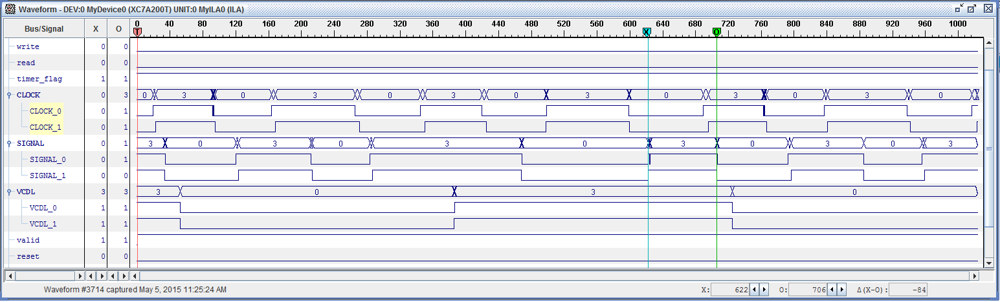 Waveform - DEV:0 MyDevice0 (XC7A200T) UNIT:0 MyILA0 (ILA)
Bus/Signal X O 0 40 80 120 160 200 240 280 320 360 400 440 480 520 560 600 640 680 720 760 800 840 880 920 960 1000
T X O
write 0 0
read 0 0
timer_flag 1 1
CLOCK 0 3 0 3 0 3 0 3 0 3 0 3 0 3 0
CLOCK_0 0 1
CLOCK_1 0 1
SIGNAL 0 1 3 0 3 0 3 0 3 0 3 0 3
SIGNAL_0 0 1
SIGNAL_1 0 0
VCDL 3 3 3 0 3 0
VCDL_0 1 1
VCDL_1 1 1
valid 1 1
reset 0 0
Waveform #3714 captured May 5, 2015 11:25:24 AM X: 622 O: 706 Δ(X-O): -84